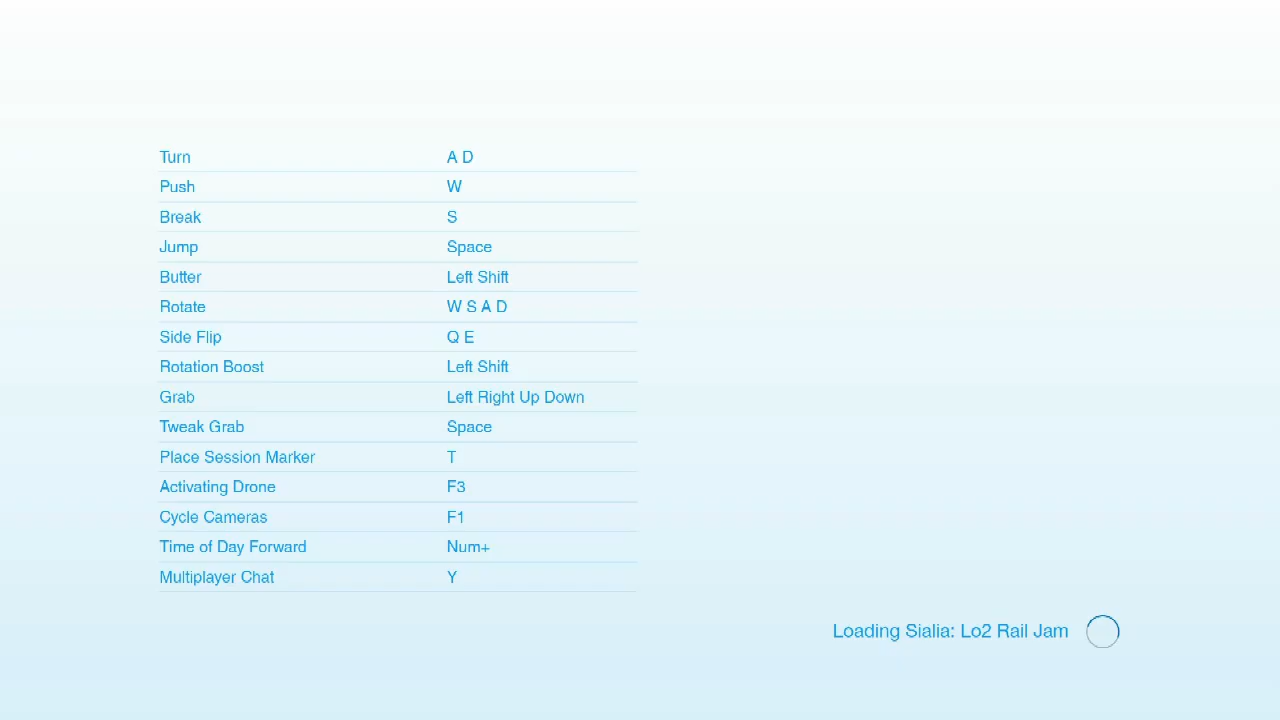 Turn A D
Push W
Break S
Jump Space
Butter Left Shift
Rotate W S A D
Side Flip Q E
Rotation Boost Left Shift
Grab Left Right Up Down
Tweak Grab Space
Place Session Marker T
Activating Drone F3
Cycle Cameras F1
Time of Day Forward Num+
Multiplayer Chat Y
Loading Sialia: Lo2 Rail Jam